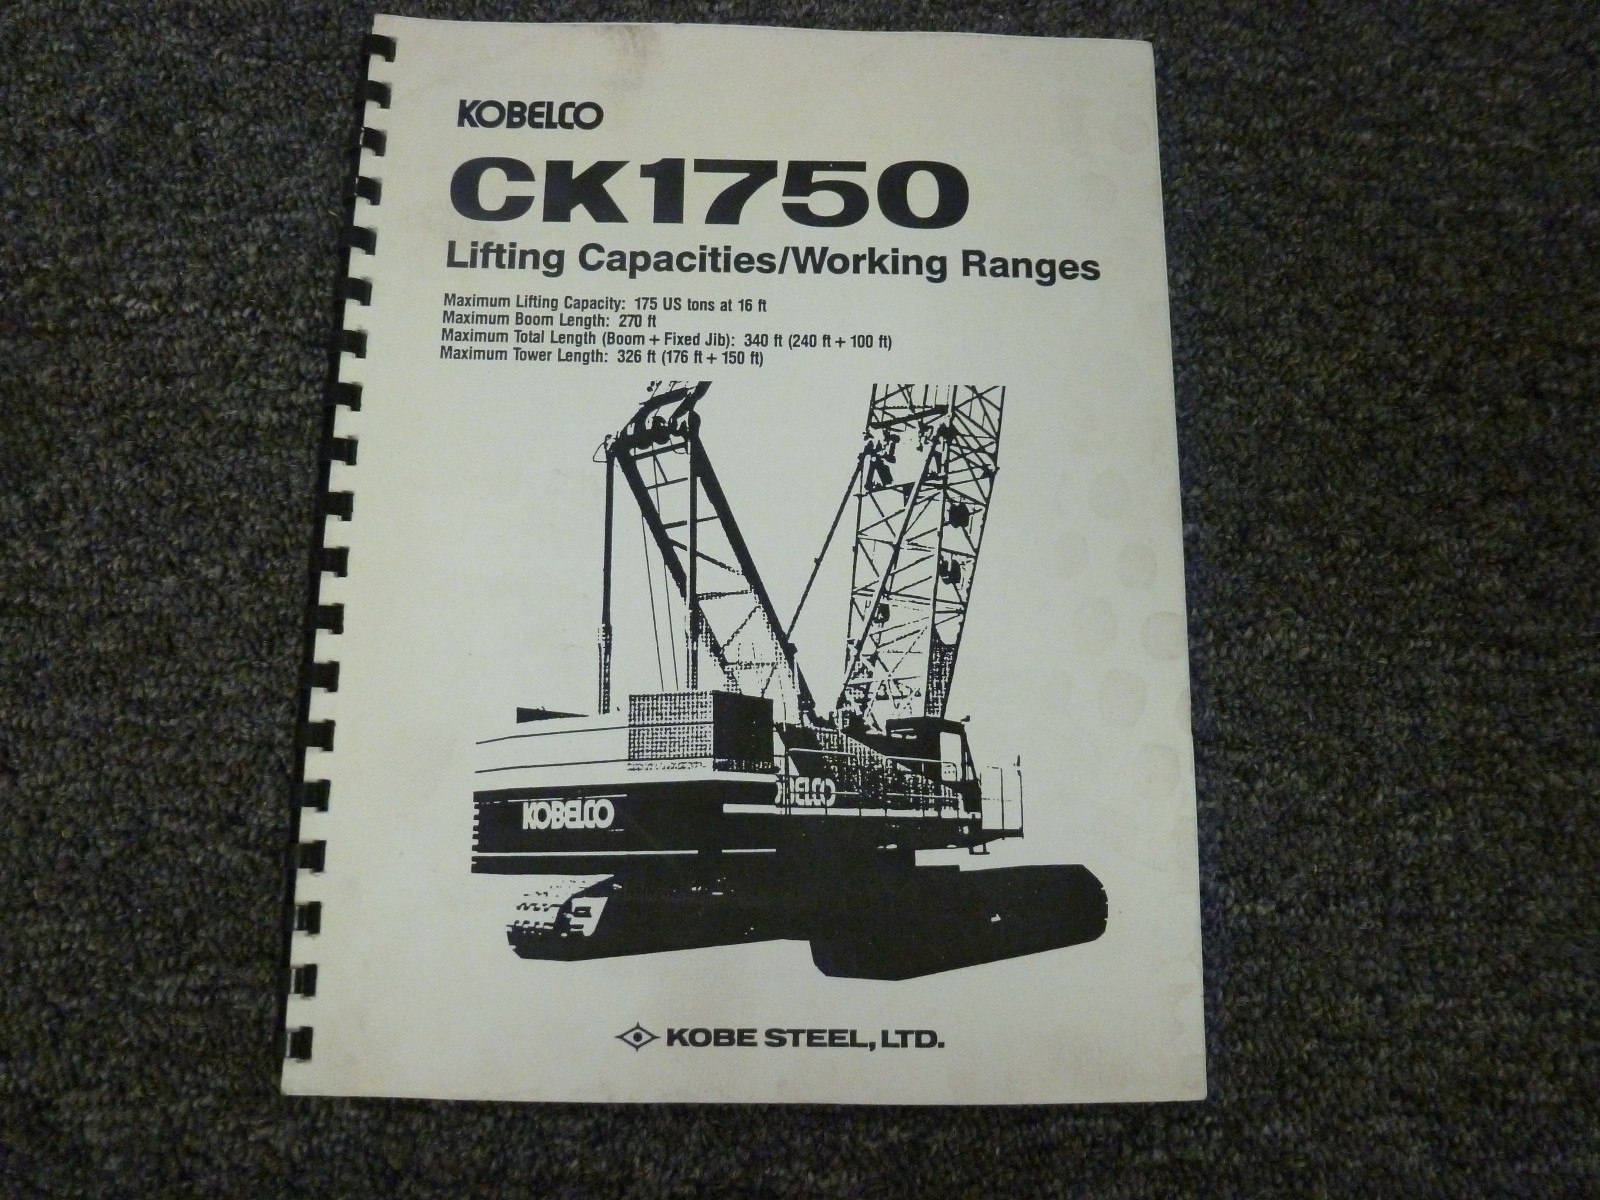 KOBELCO
CK1750
Lifting Capacities/Working Ranges
Maximum Lifting Capacity: 175 US tons at 16 ft
Maximum Boom Length: 270 ft
Maximum Total Length (Boom + Fixed Jib): 340 ft (240 ft + 100 ft)
Maximum Tower Length: 326 ft (176 ft + 150 ft)
KOBELCO
OBELCO
KOBE STEEL, LTD.